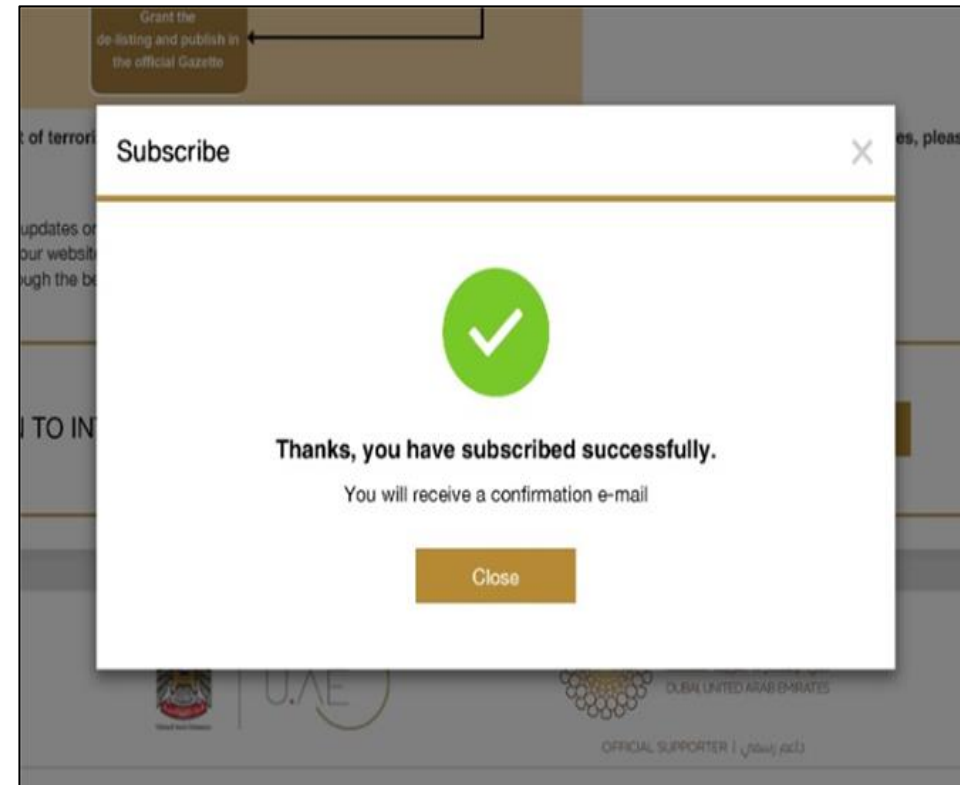 Grant the
de-listing and publish in
the official Gazette
of terrori
es, pleas
Subscribe
updates or
our websit
ugh the be
TO IN
Thanks, you have subscribed successfully.
You will receive a confirmation e-mail
Close
U.AE
DUBAI, UNITED ARAB EMIRATES
OFFICIAL SUPPORTER | داعم رسمي